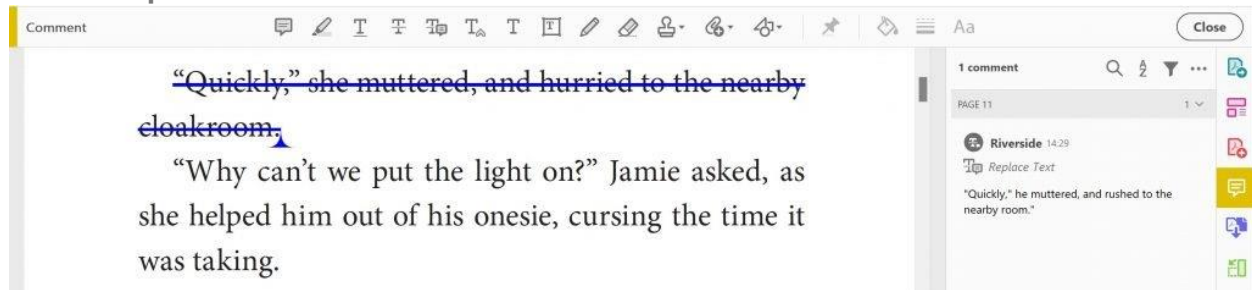 Comment
Aa
Close
“Quickly,” she muttered, and hurried to the nearby
cloakroom.
“Why can’t we put the light on?” Jamie asked, as
she helped him out of his onesie, cursing the time it
was taking.
1 comment
PAGE 11
1
Riverside 14:29
Replace Text
"Quickly," he muttered, and rushed to the
nearby room."